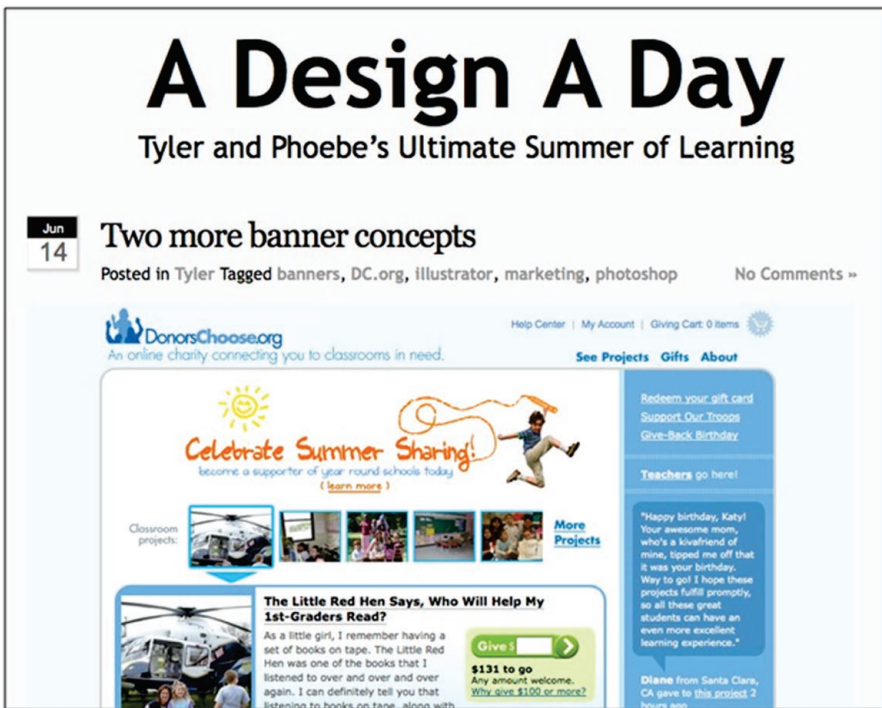 A Design A Day
Tyler and Phoebe's Ultimate Summer of Learning
Jun
14
Two more banner concepts
Posted in Tyler Tagged banners, DC.org, illustrator, marketing, photoshop
No Comments »
DonorsChoose.org
An online charity connecting you to classrooms in need.
Help Center | My Account | Giving Cart: 0 items
See Projects Gifts About
Celebrate Summer Sharing!
become a supporter of year round schools today
( learn more )
Classroom
projects:
More
Projects
The Little Red Hen Says, Who Will Help My
1st-Graders Read?
As a little girl, I remember having a
set of books on tape. The Little Red
Hen was one of the books that I
listened to over and over and over
again. I can definitely tell you that
listening to books on tape, along with
Give $
$131 to go
Any amount welcome.
Why give $100 or more?
Redeem your gift card
Support Our Troops
Give-Back Birthday
Teachers go here!
"Happy birthday, Katy!
Your awesome mom,
who's a kivafriend of
mine, tipped me off that
it was your birthday.
Way to go! I hope these
projects fulfill promptly,
so all these great
students can have an
even more excellent
learning experience."
Diane from Santa Clara,
CA gave to this project 2
hours ago